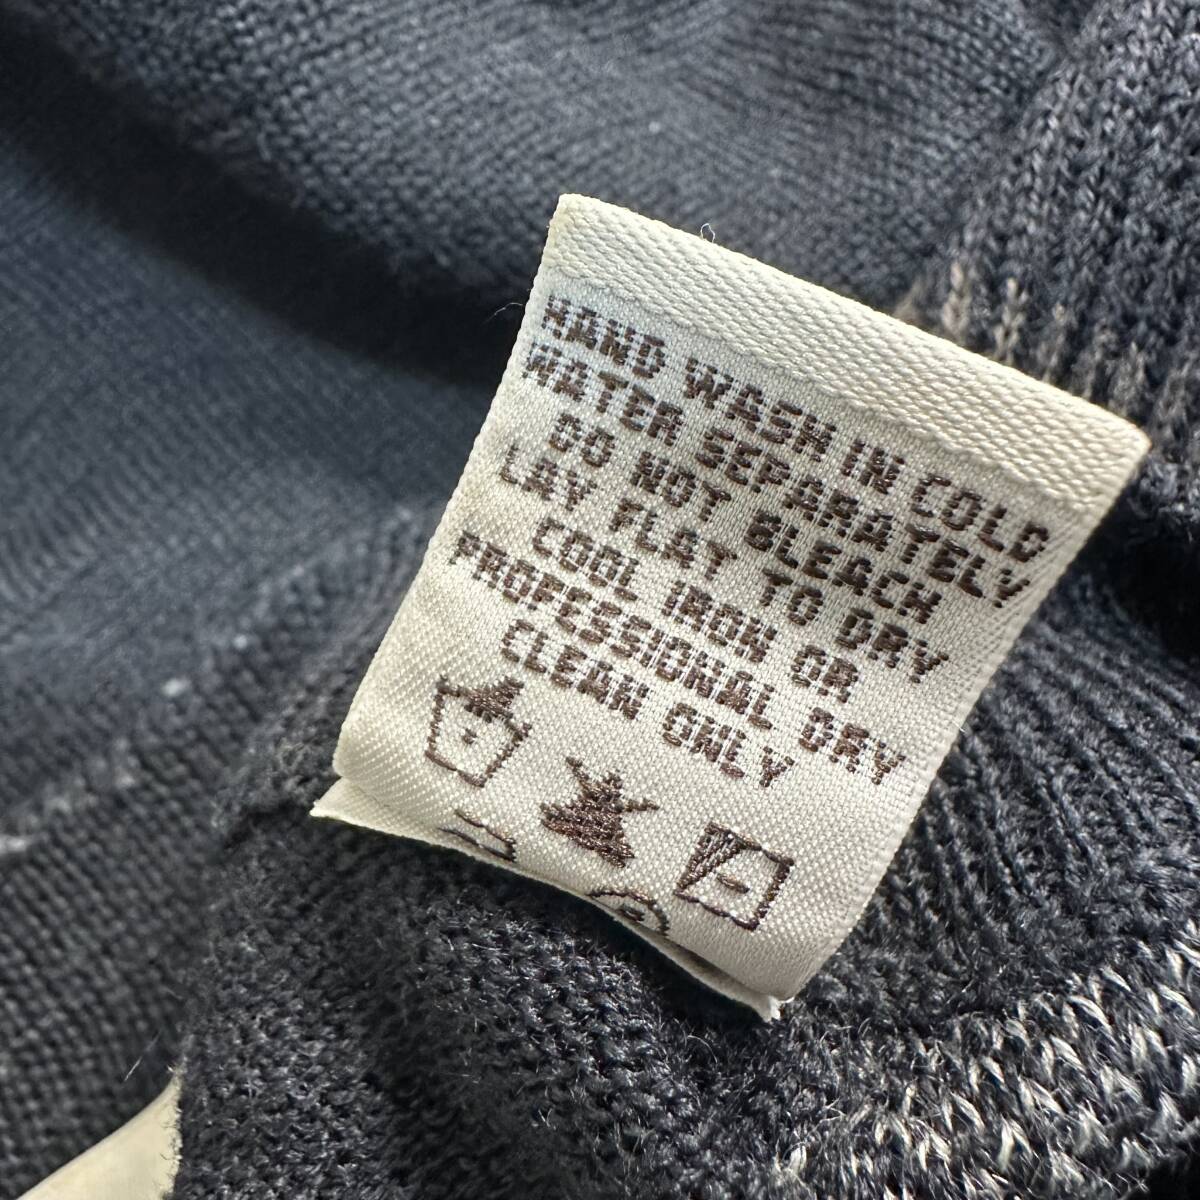 HAND WASH IN COLD
WATER SEPARATELY
DO NOT BLEACH
LAY FLAT TO DRY
COOL IRON OR
PROFESSIONAL DRY
CLEAN ONLY